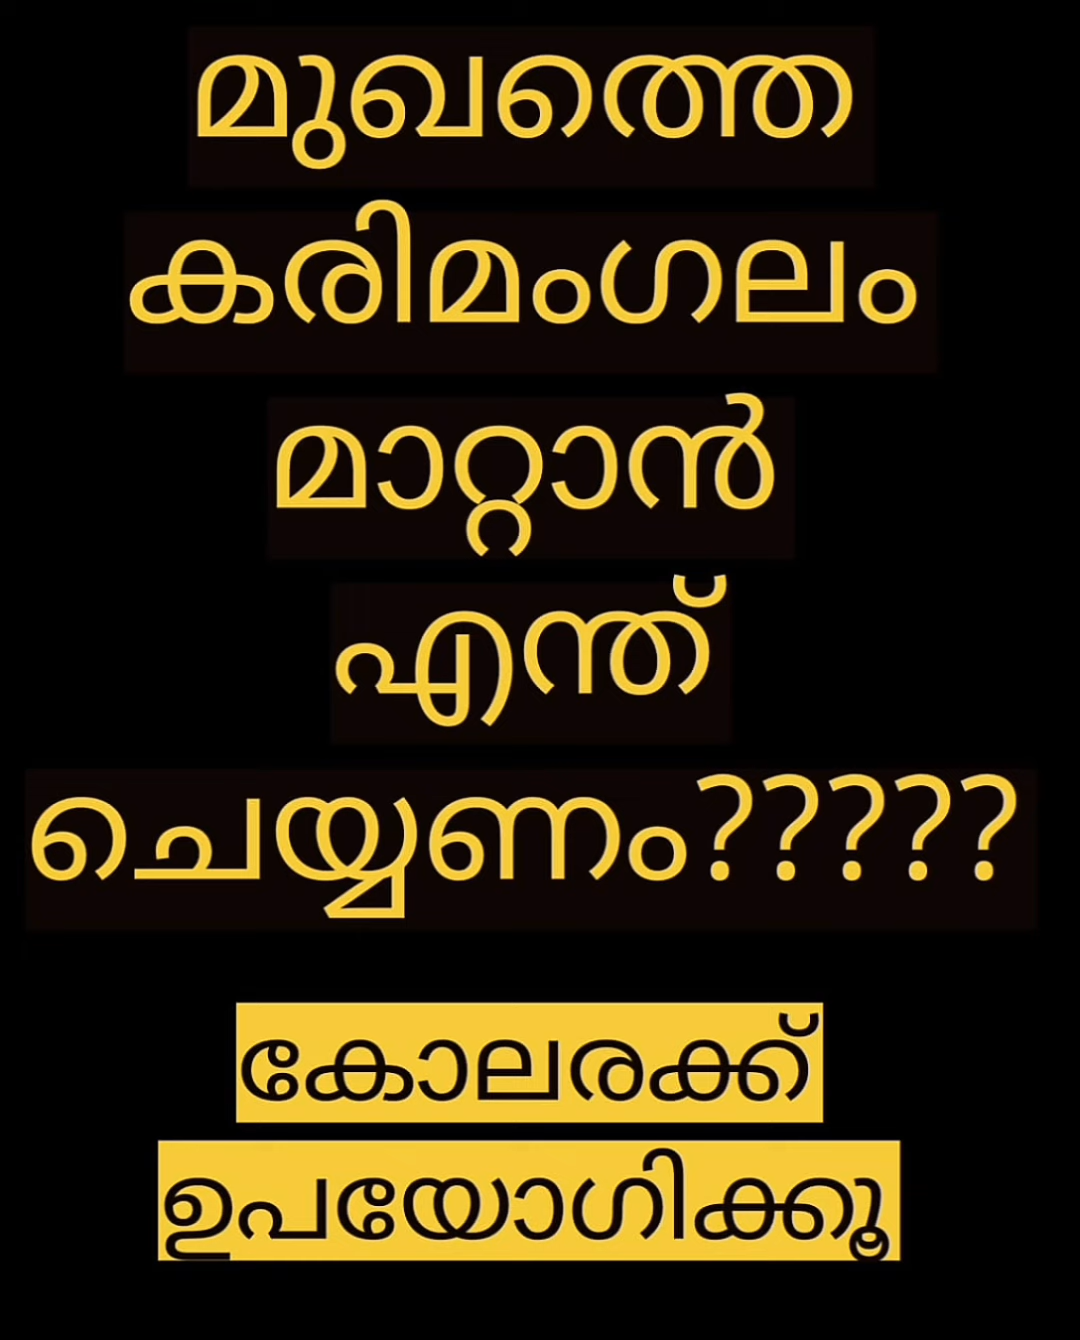 മുഖത്തെ
കരിമംഗലം
മാറ്റാൻ
എന്ത്
ചെയ്യണം?????
കോലരക്ക്
ഉപയോഗിക്കൂ